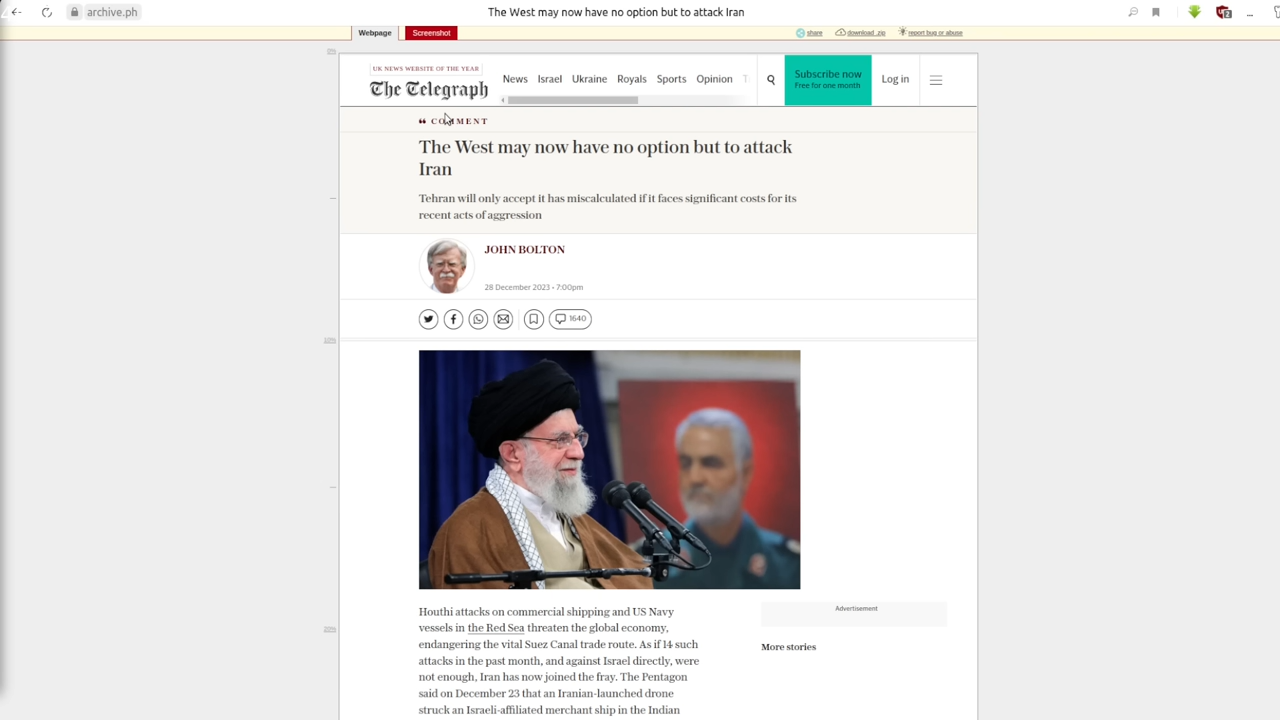 archive.ph
The West may now have no option but to attack Iran
Webpage
Screenshot
share
download .zip
report bug or abuse
0%
UK NEWS WEBSITE OF THE YEAR
The Telegraph
News Israel Ukraine Royals Sports Opinion
Subscribe now
Free for one month
Log in
COMMENT
The West may now have no option but to attack
Iran
Tehran will only accept it has miscalculated if it faces significant costs for its
recent acts of aggression
JOHN BOLTON
28 December 2023 • 7:00pm
1640
10%
Houthi attacks on commercial shipping and US Navy
vessels in the Red Sea threaten the global economy,
endangering the vital Suez Canal trade route. As if 14 such
attacks in the past month, and against Israel directly, were
not enough, Iran has now joined the fray. The Pentagon
said on December 23 that an Iranian-launched drone
struck an Israeli-affiliated merchant ship in the Indian
20%
Advertisement
More stories